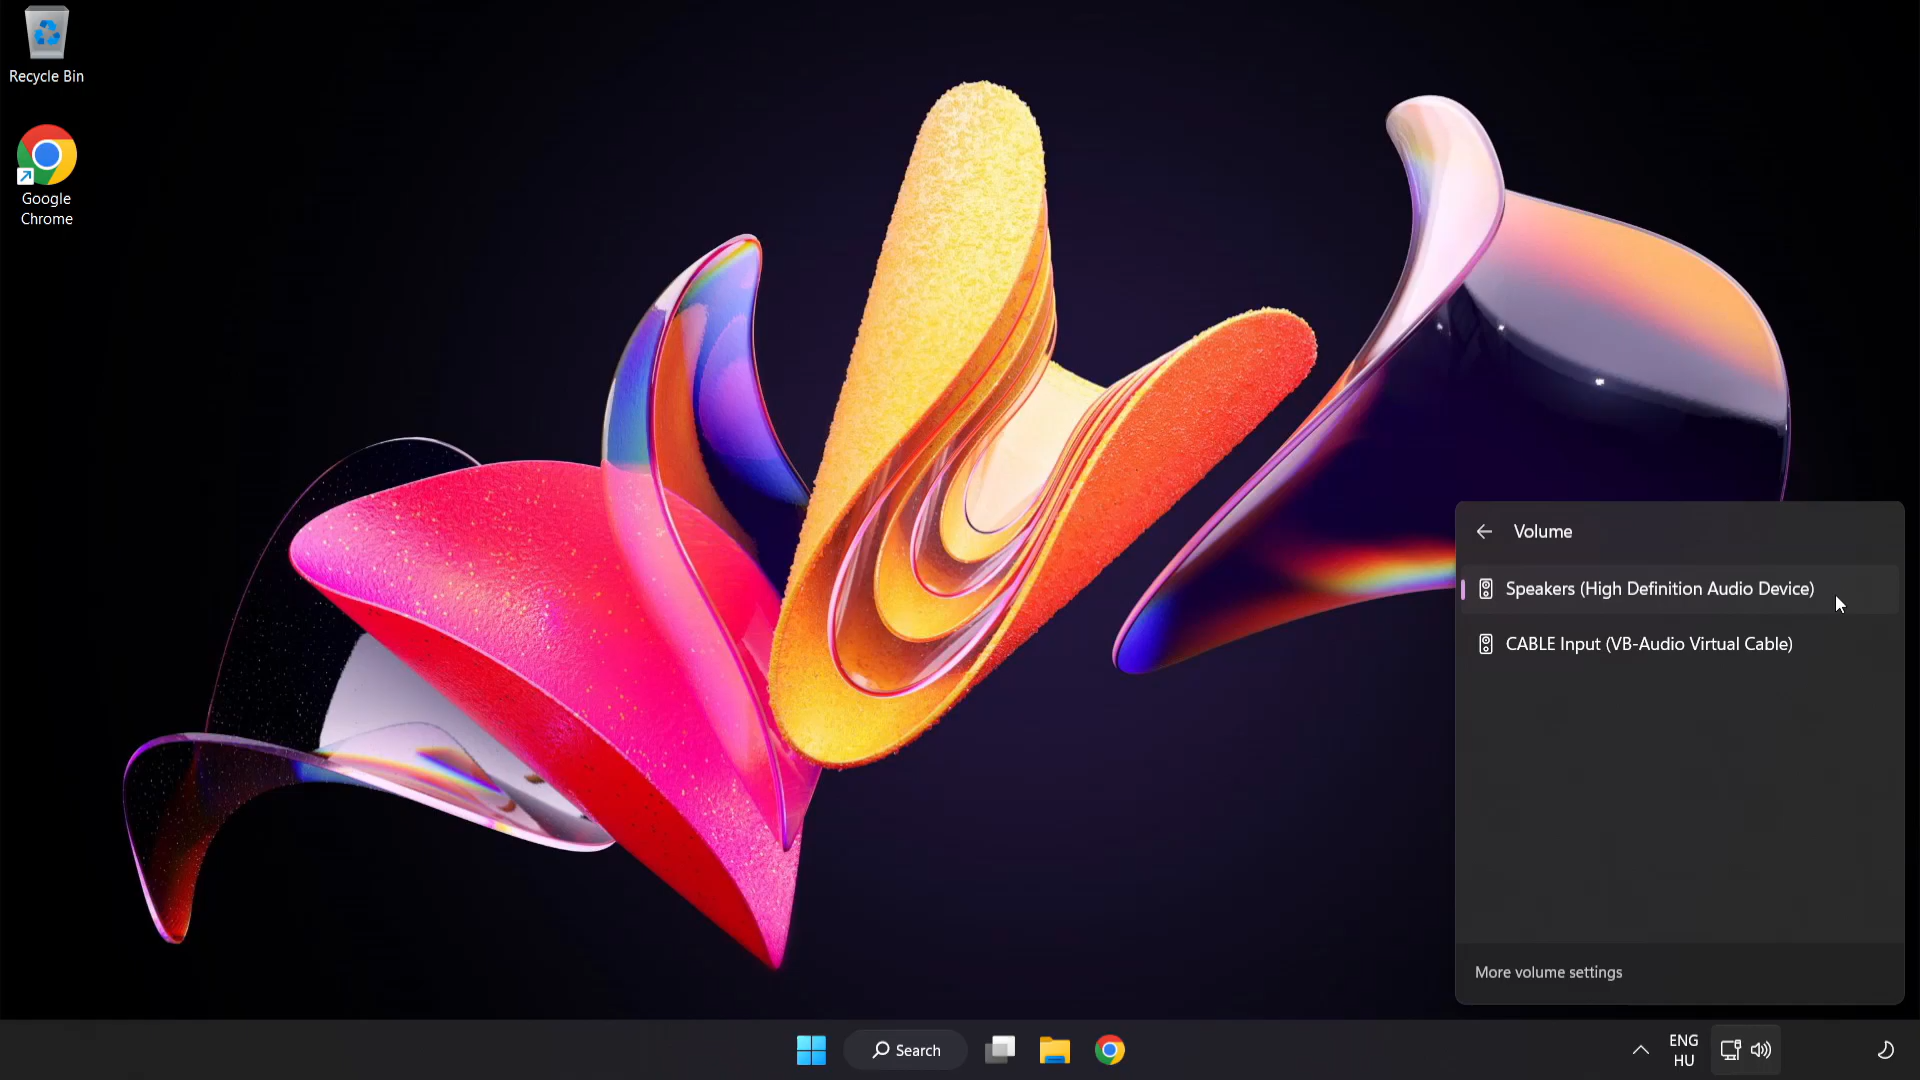 Recycle Bin
Google
Chrome
Volume
Speakers (High Definition Audio Device)
CABLE Input (VB-Audio Virtual Cable)
More volume settings
Search
ENG
HU